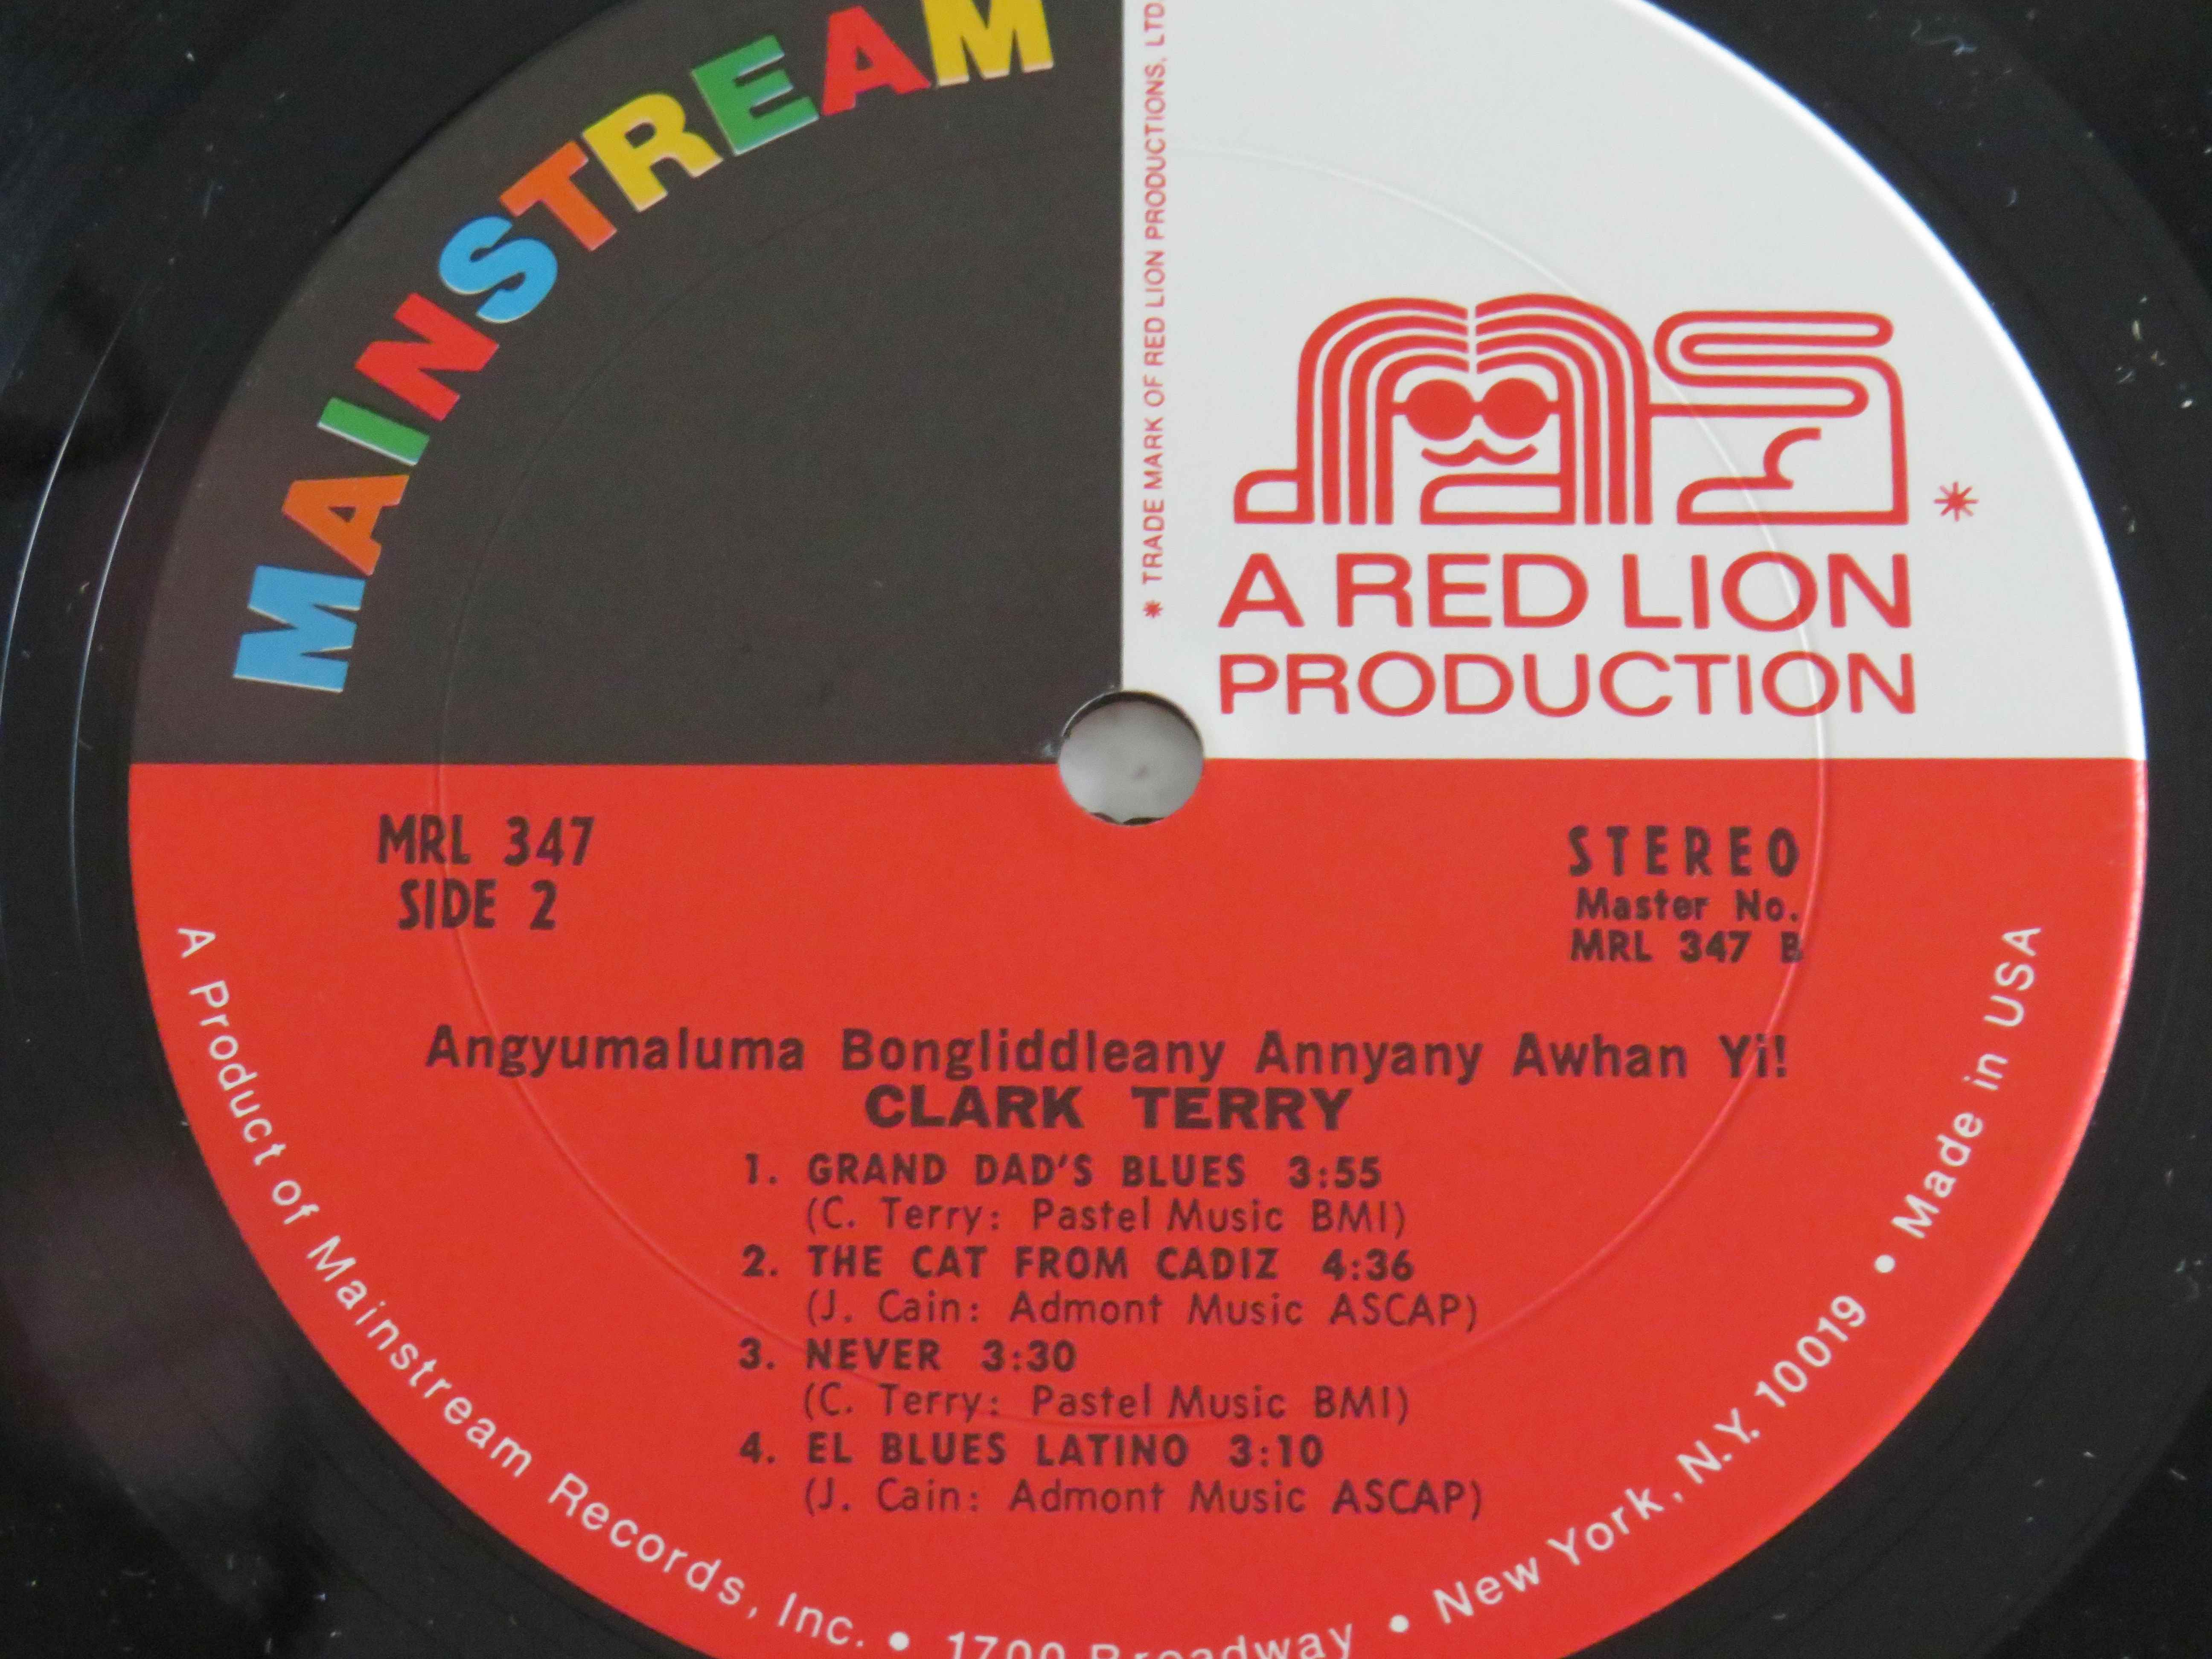 MAINSTREAM
* TRADE MARK OF RED LION PRODUCTIONS, LTD.
*
A RED LION
PRODUCTION
MRL 347
SIDE 2
STEREO
Master No.
MRL 347 B
Angyumaluma Bongliddleany Annyany Awhan Yi!
CLARK TERRY
1. GRAND DAD'S BLUES 3:55
(C. Terry: Pastel Music BMI)
2. THE CAT FROM CADIZ 4:36
(J. Cain: Admont Music ASCAP)
3. NEVER 3:30
(C. Terry: Pastel Music BMI)
4. EL BLUES LATINO 3:10
(J. Cain: Admont Music ASCAP)
A Product of Mainstream Records, Inc. • 1700 Broadway • New York, N.Y. 10019 • Made in USA